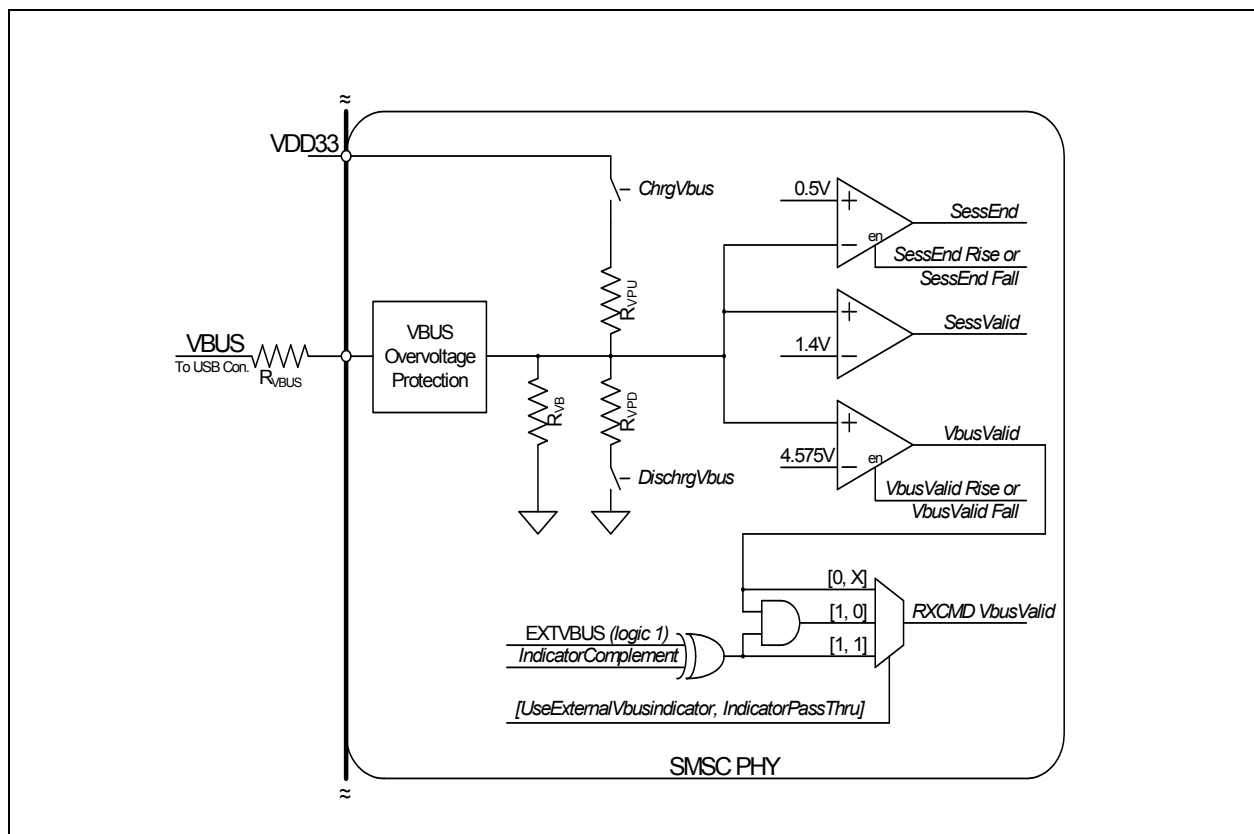 ≈
VDD33
ChrgVbus
0.5V
+
−
en
SessEnd
SessEnd Rise or
SessEnd Fall
RVPU
VBUS
To USB Con.
RVBUS
VBUS
Overvoltage
Protection
+
1.4V
−
SessValid
RVB
RVPD
DischrgVbus
+
4.575V
−
en
VbusValid
VbusValid Rise or
VbusValid Fall
[0, X]
[1, 0]
[1, 1]
RXCMD VbusValid
EXTVBUS (logic 1)
IndicatorComplement
[UseExternalVbusindicator, IndicatorPassThru]
SMSC PHY
≈